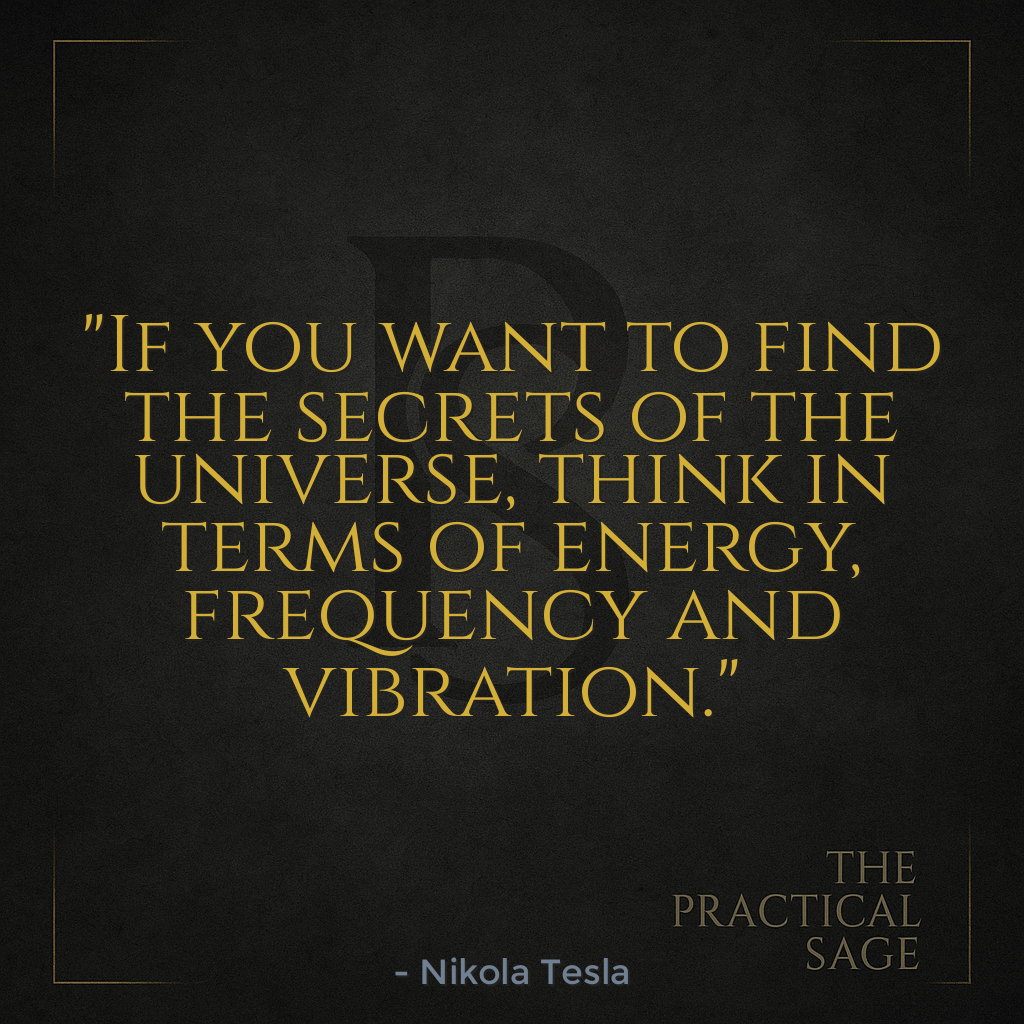 "If you want to find
the secrets of the
universe, think in
terms of energy,
frequency and
vibration."
THE
PRACTICAL
SAGE
- Nikola Tesla